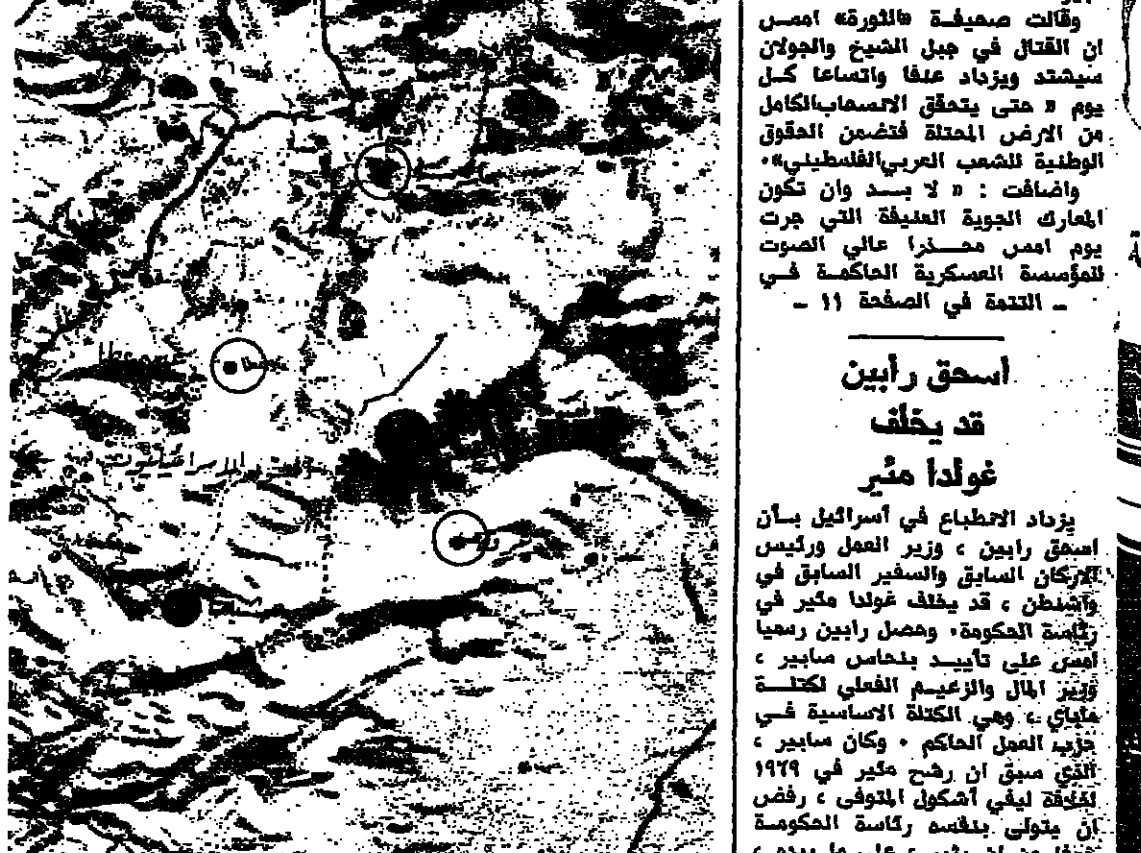 وقالت صحيفة «الثورة» امس
ان القتال في جبل الشيخ والجولان
سيشتد ويزداد عنفا واتساعا كل
يوم « حتى يتحقق الانسحاب الكامل
من الارض المحتلة فتضمن الحقوق
الوطنية للشعب العربي الفلسطيني».
واضافت : « لا بد وان تكون
المعارك الجوية العنيفة التي جرت
يوم امس محذرا عالي الصوت
للمؤسسة العسكرية الحاكمة في
ـ التتمة في الصفحة ١١ ـ
أسحق رابين
قد يخلف
غولدا مئير
يزداد الانطباع في أسرائيل بأن
اسحق رابين ، وزير العمل ورئيس
الاركان السابق والسفير السابق في
واشنطن ، قد يخلف غولدا مئير في
رئاسة الحكومة. وحصل رابين رسميا
أمس على تأييد بنحاس سابير ،
وزير المال والزعيم الفعلي لكتلة
ماباي ، وهي الكتلة الاساسية في
حزب العمل الحاكم . وكان سابير ،
الذي سبق ان رشح مئير في ١٩٦٩
لخلافة ليفي أشكول المتوفى ، رفض
ان يتولى بنفسه رئاسة الحكومة